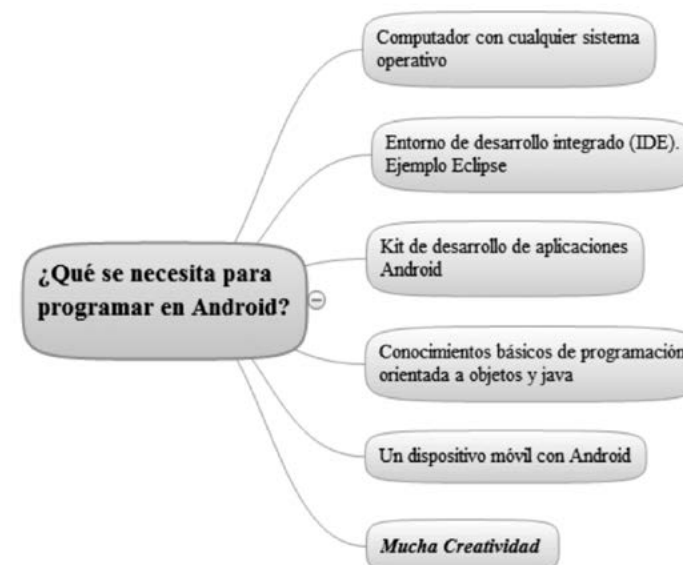 Computador con cualquier sistema
operativo
Entorno de desarrollo integrado (IDE).
Ejemplo Eclipse
Kit de desarrollo de aplicaciones
Android
¿Qué se necesita para
programar en Android?
Conocimientos básicos de programación
orientada a objetos y java
Un dispositivo móvil con Android
Mucha Creatividad